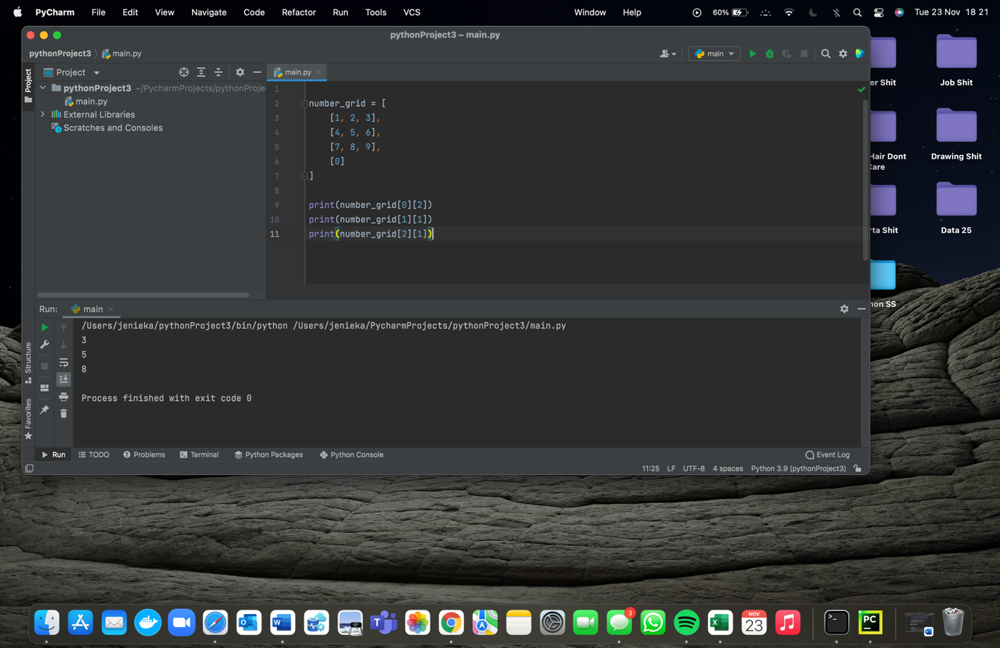 PyCharm File Edit View Navigate Code Refactor Run Tools VCS Window Help 60% Tue 23 Nov 18 21
pythonProject3 – main.py
pythonProject3 main.py main
Project Project main.py
pythonProject3 ~/PycharmProjects/pythonProje
main.py
External Libraries
Scratches and Consoles
1
2 number_grid = [
3 [1, 2, 3],
4 [4, 5, 6],
5 [7, 8, 9],
6 [0]
7 ]
8
9 print(number_grid[0][2])
10 print(number_grid[1][1])
11 print(number_grid[2][1])
er Shit Job Shit
Hair Dont
Care
Drawing Shit
rta Shit Data 25
hon SS
Run: main
/Users/jenieka/pythonProject3/bin/python /Users/jenieka/PycharmProjects/pythonProject3/main.py
3
5
8
Process finished with exit code 0
Structure
Favorites
Run TODO Problems Terminal Python Packages Python Console Event Log
11:25 LF UTF-8 4 spaces Python 3.9 (pythonProject3)
3
NOV
23
PC